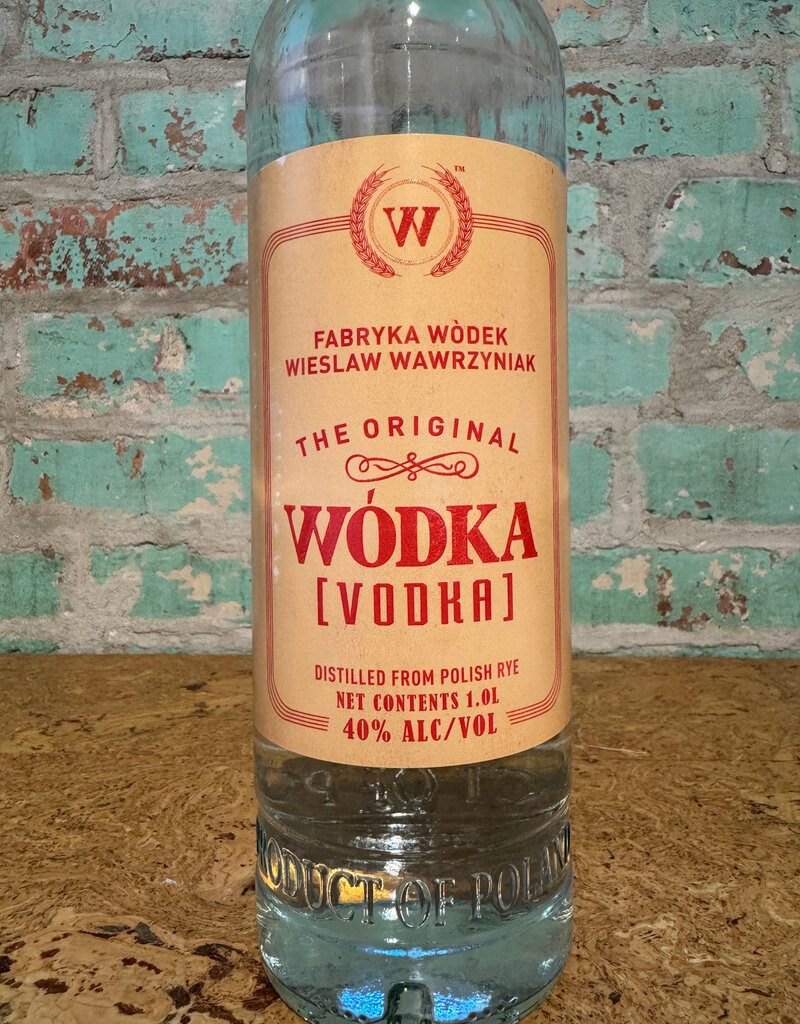 W™
FABRYKA WÒDEK
WIESLAW WAWRZYNIAK
THE ORIGINAL
WÓDKA
[VODKA]
DISTILLED FROM POLISH RYE
NET CONTENTS 1.0L
40% ALC/VOL
PRODUCT OF POLAND